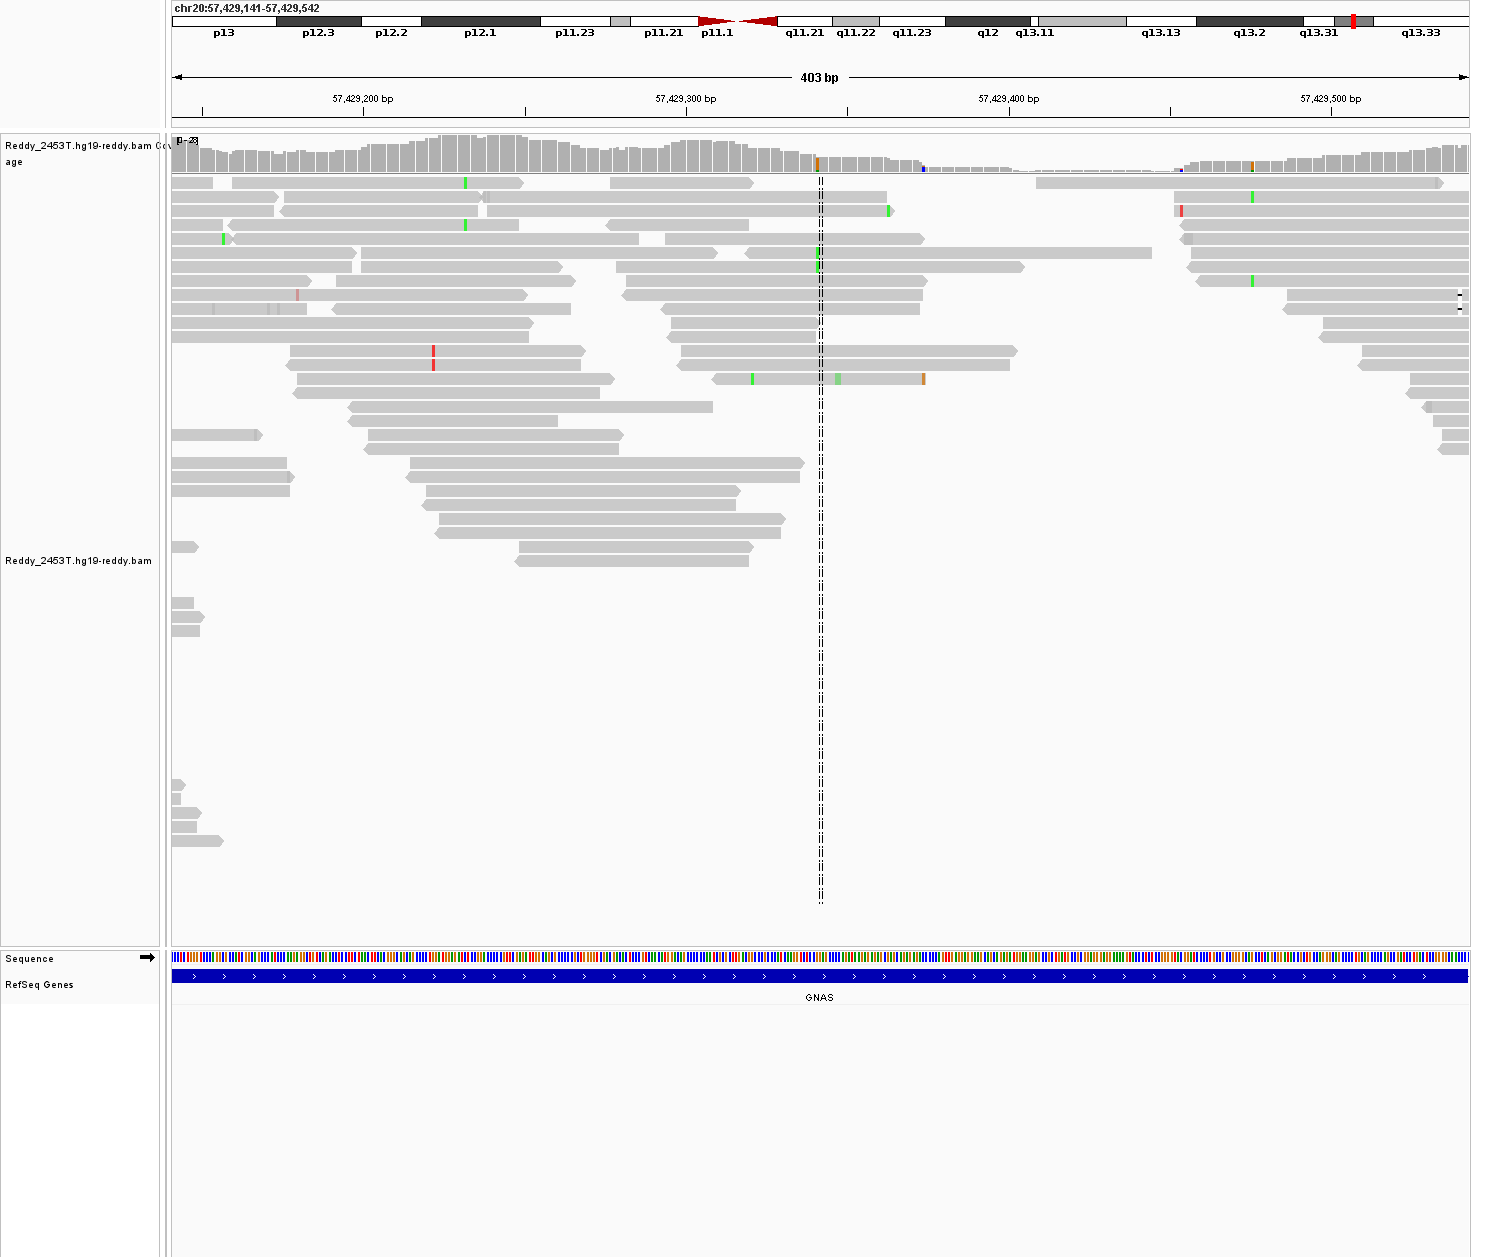 chr20:57,429,141-57,429,542
p13 p12.3 p12.2 p12.1 p11.23 p11.21 p11.1 q11.21 q11.22 q11.23 q12 q13.11 q13.13 q13.2 q13.31 q13.33
403 bp
57,429,200 bp 57,429,300 bp 57,429,400 bp 57,429,500 bp
Reddy_2453T.hg19-reddy.bam Cov
age
Reddy_2453T.hg19-reddy.bam
Sequence
RefSeq Genes
GNAS